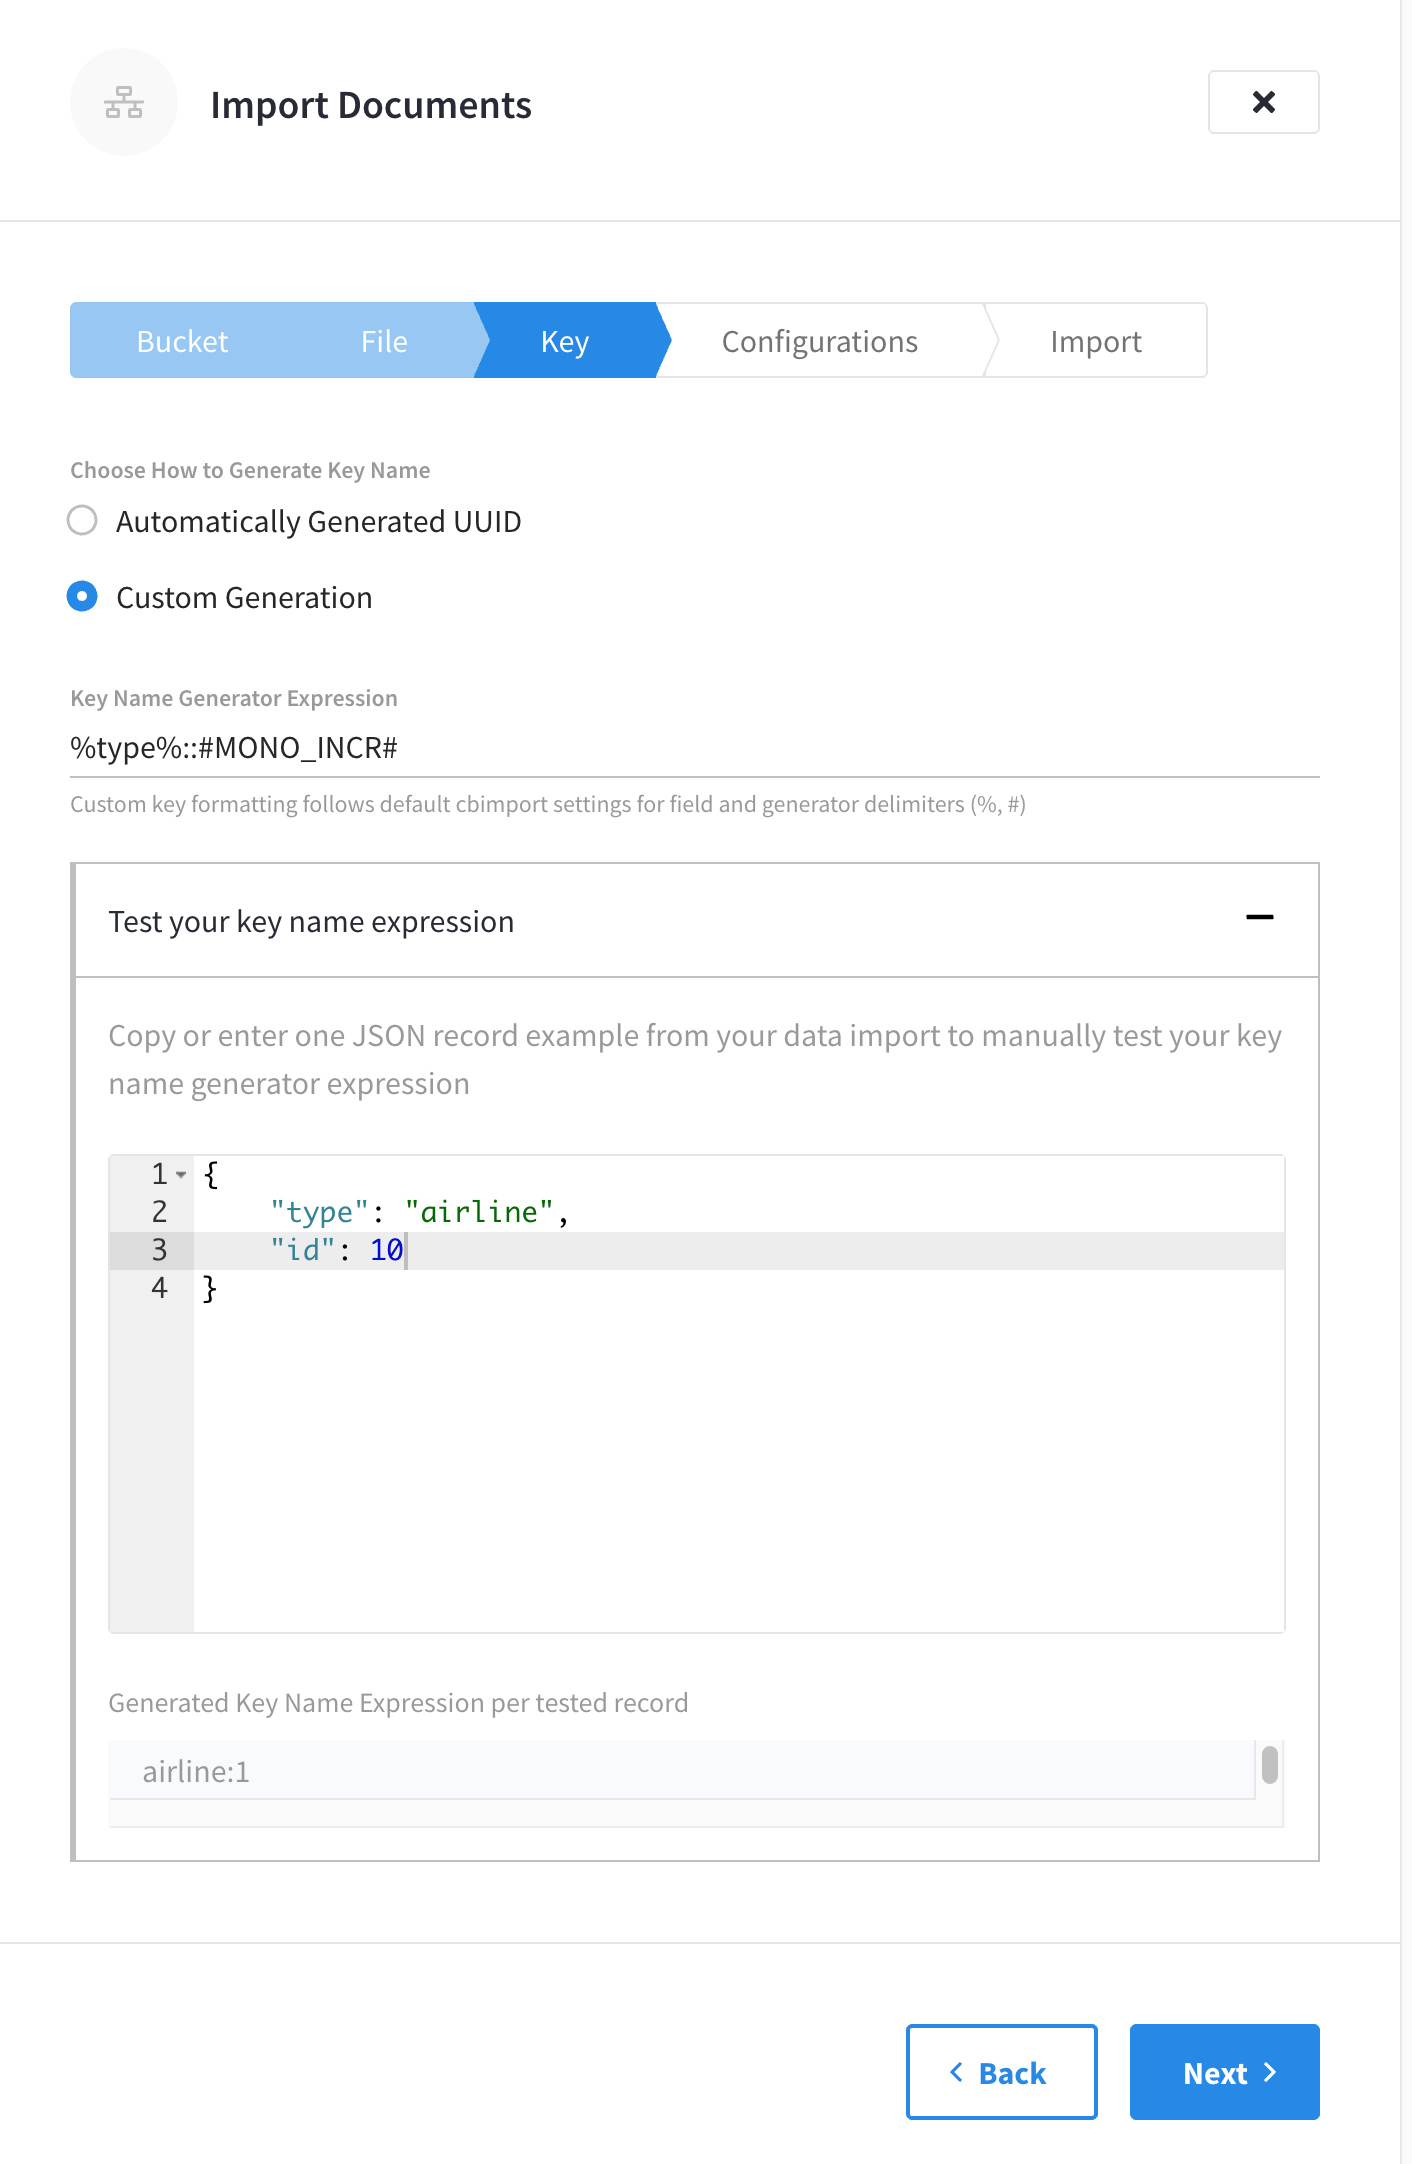 Import Documents
Bucket File Key Configurations Import
Choose How to Generate Key Name
Automatically Generated UUID
Custom Generation
Key Name Generator Expression
%type%::#MONO_INCR#
Custom key formatting follows default cbimport settings for field and generator delimiters (%, #)
Test your key name expression
Copy or enter one JSON record example from your data import to manually test your key
name generator expression
1 {
2 "type": "airline",
3 "id": 10
4 }
Generated Key Name Expression per tested record
airline:1
Back Next